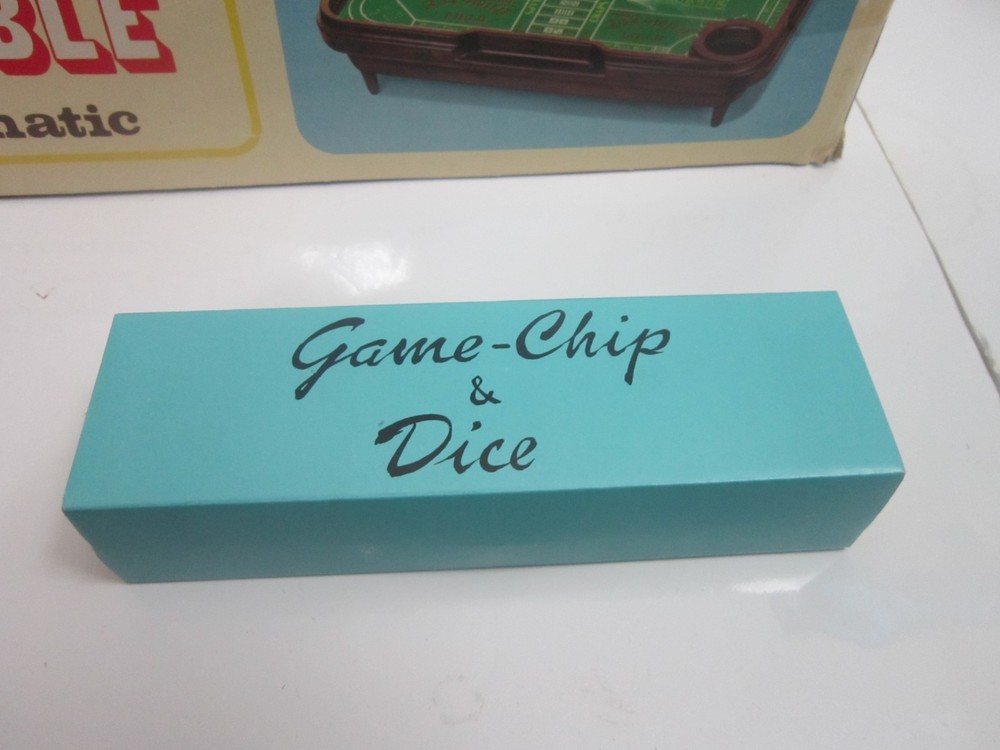 BLE
matic
Game-Chip
&
Dice